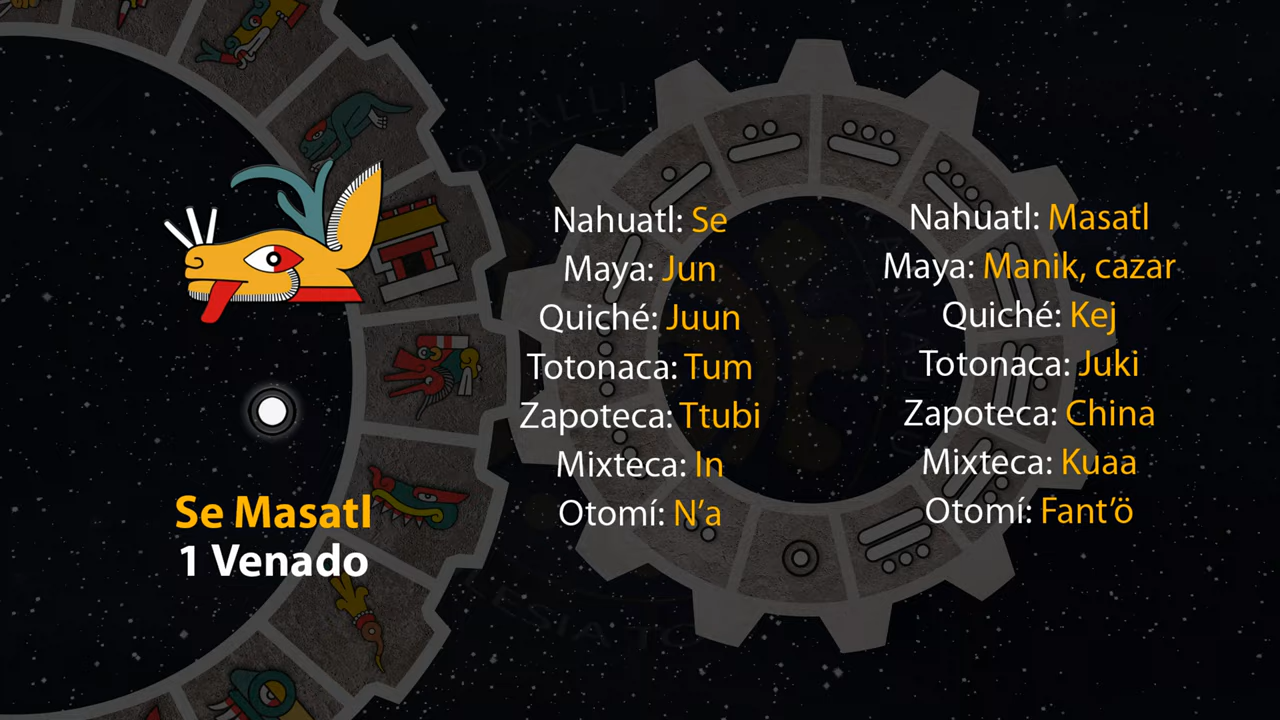 Se Masatl
1 Venado
Nahuatl: Se
Maya: Jun
Quiché: Juun
Totonaca: Tum
Zapoteca: Ttubi
Mixteca: In
Otomí: N’a
Nahuatl: Masatl
Maya: Manik, cazar
Quiché: Kej
Totonaca: Juki
Zapoteca: China
Mixteca: Kuaa
Otomí: Fant’ö